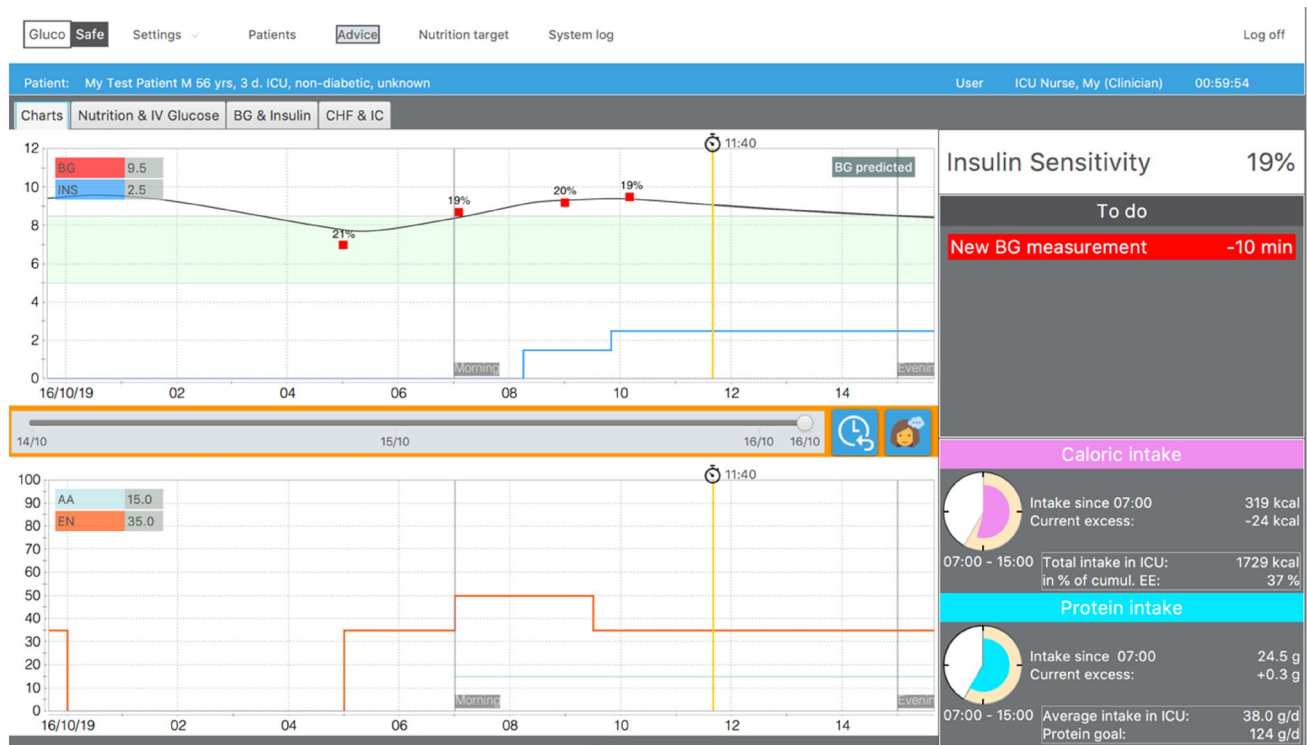 Gluco Safe Settings Patients Advice Nutrition target System log Log off
Patient: My Test Patient M 56 yrs, 3 d. ICU, non-diabetic, unknown User ICU Nurse, My (Clinician) 00:59:54
Charts Nutrition & IV Glucose BG & Insulin CHF & IC
11:40
BG 9.5
INS 2.5
BG predicted
12
10
8
6
4
2
0
21%
19%
20%
19%
Morning
Evenin
16/10/19 02 04 06 08 10 12 14
14/10 15/10 16/10 16/10
11:40
AA 15.0
EN 35.0
100
90
80
70
60
50
40
30
20
10
0
Morning
Evenin
16/10/19 02 04 06 08 10 12 14
Insulin Sensitivity 19%
To do
New BG measurement -10 min
Caloric intake
Intake since 07:00 319 kcal
Current excess: -24 kcal
07:00 - 15:00 Total intake in ICU: 1729 kcal
in % of cumul. EE: 37 %
Protein intake
Intake since 07:00 24.5 g
Current excess: +0.3 g
07:00 - 15:00 Average intake in ICU: 38.0 g/d
Protein goal: 124 g/d